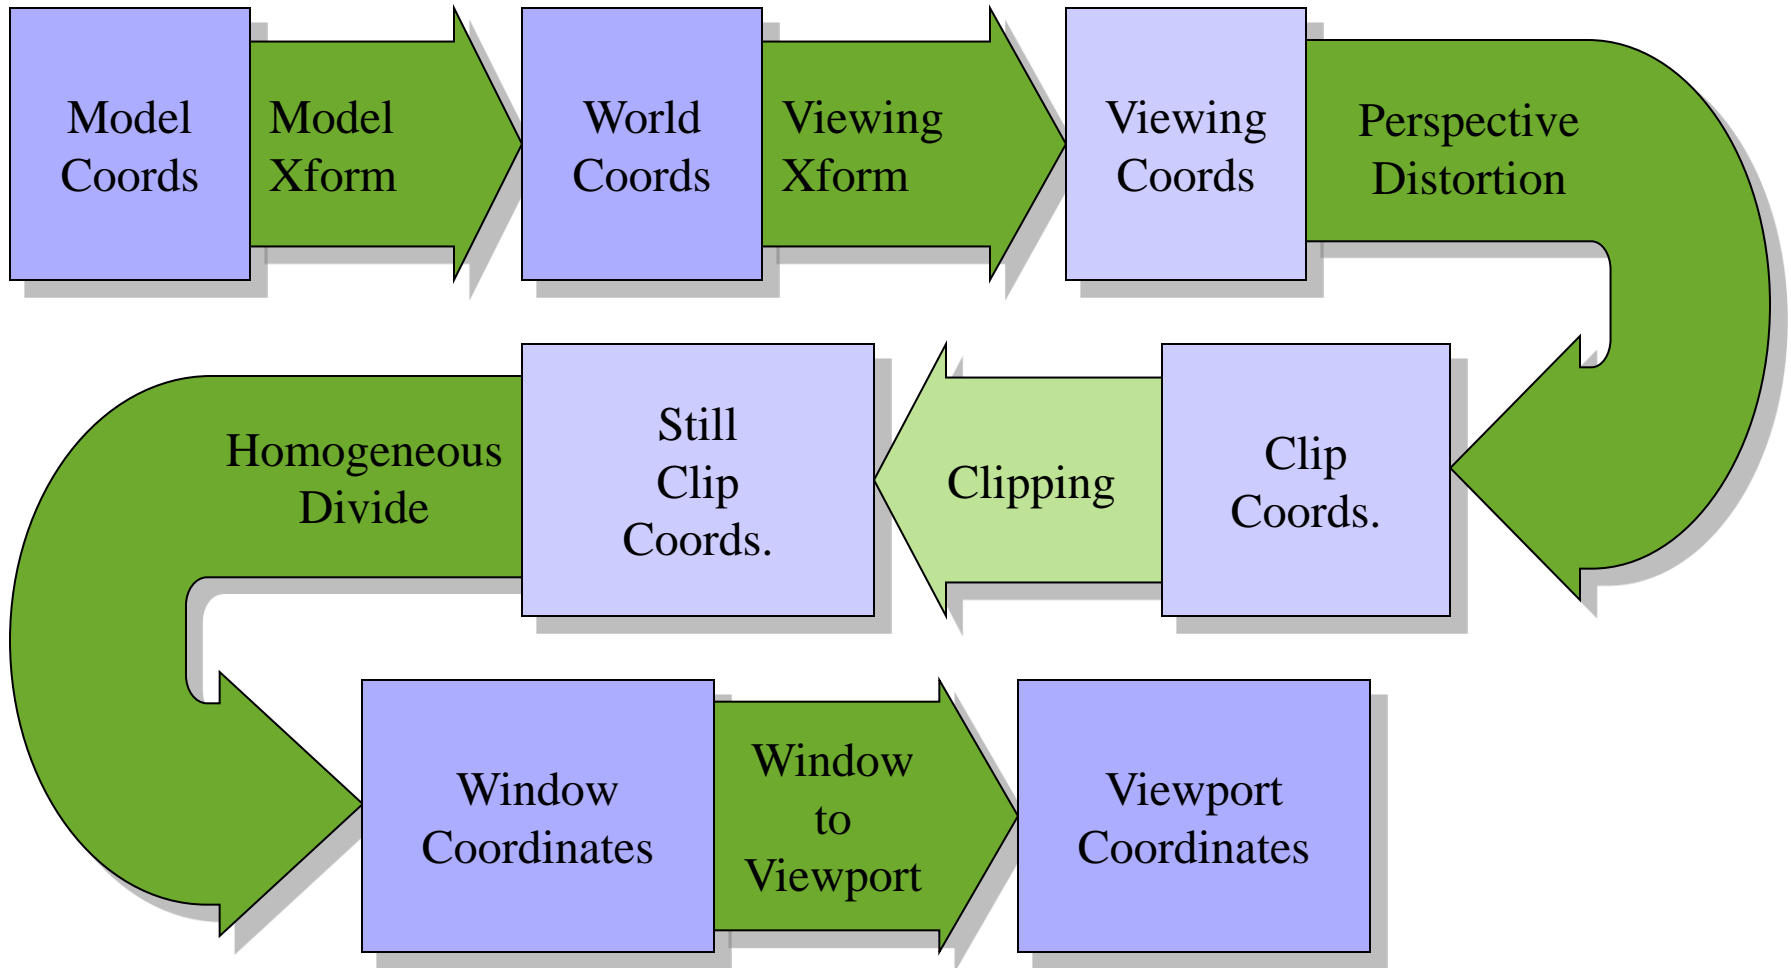 Model
Coords
Model
Xform
World
Coords
Viewing
Xform
Viewing
Coords
Perspective
Distortion
Clip
Coords.
Clipping
Still
Clip
Coords.
Homogeneous
Divide
Window
Coordinates
Window
to
Viewport
Viewport
Coordinates